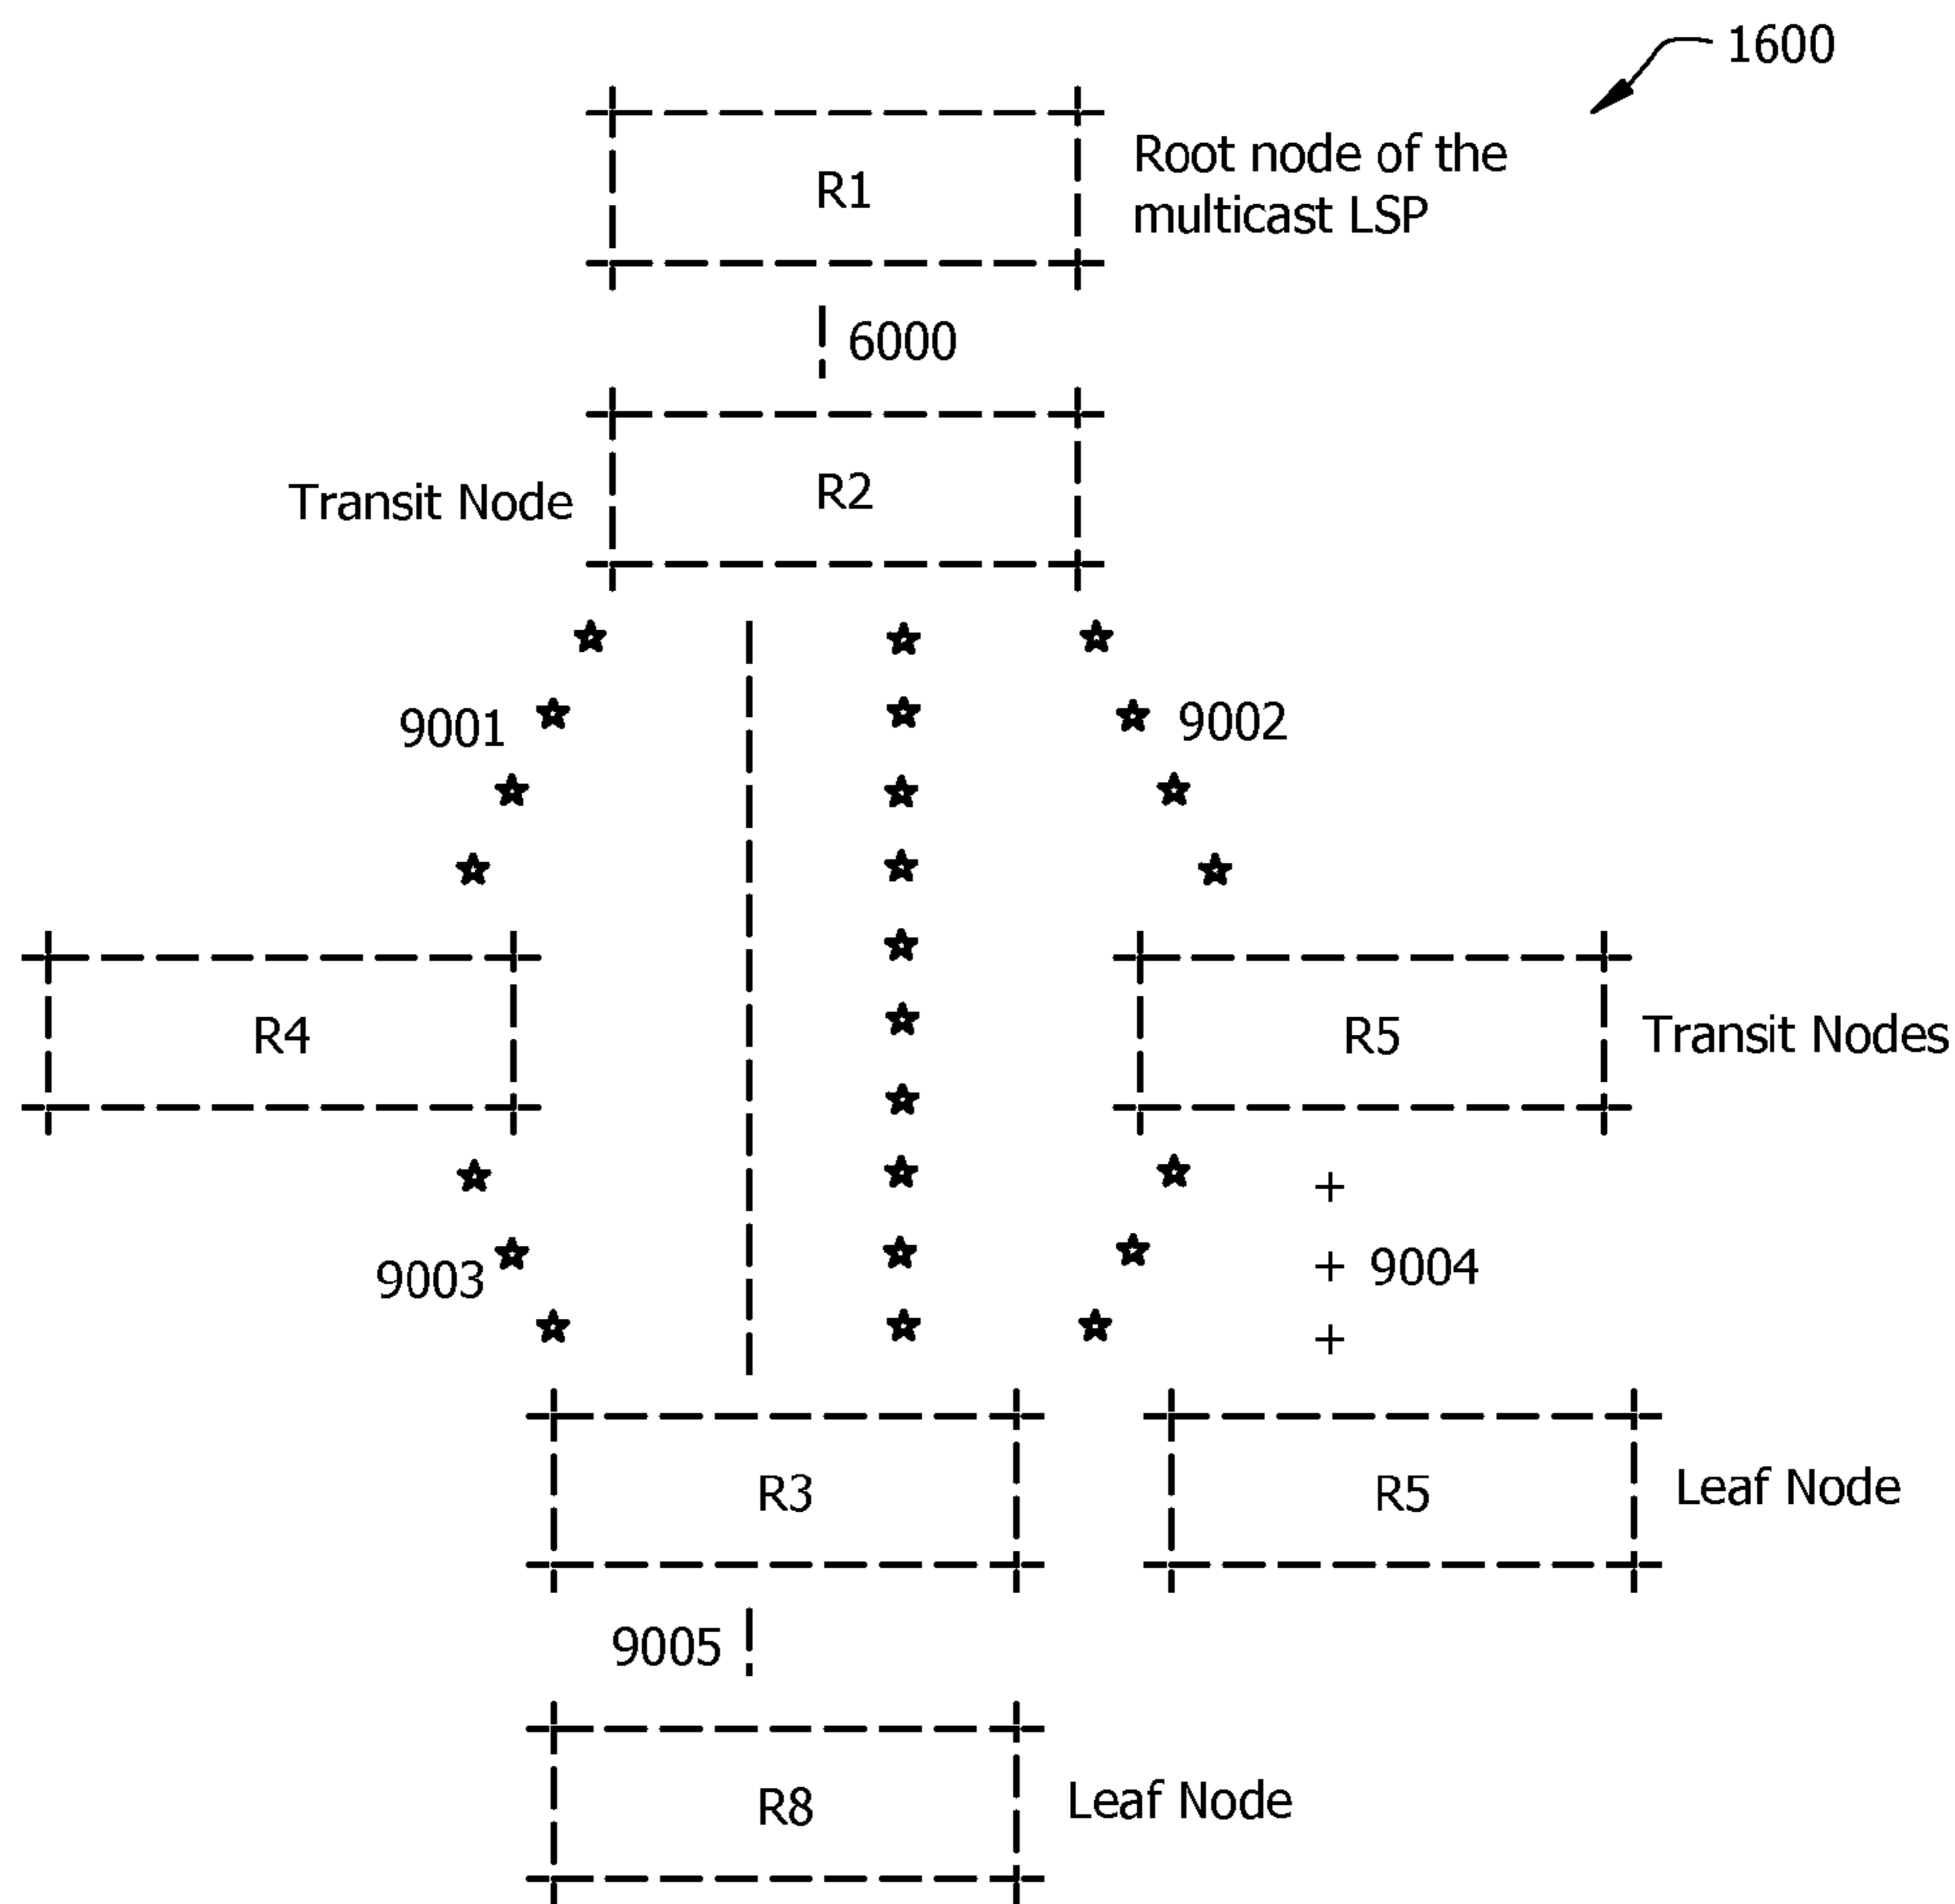 1600
R1
Root node of the
multicast LSP
6000
Transit Node
R2
9001
9002
R4
R5
Transit Nodes
9003
9004
R3
R5
Leaf Node
9005
R8
Leaf Node